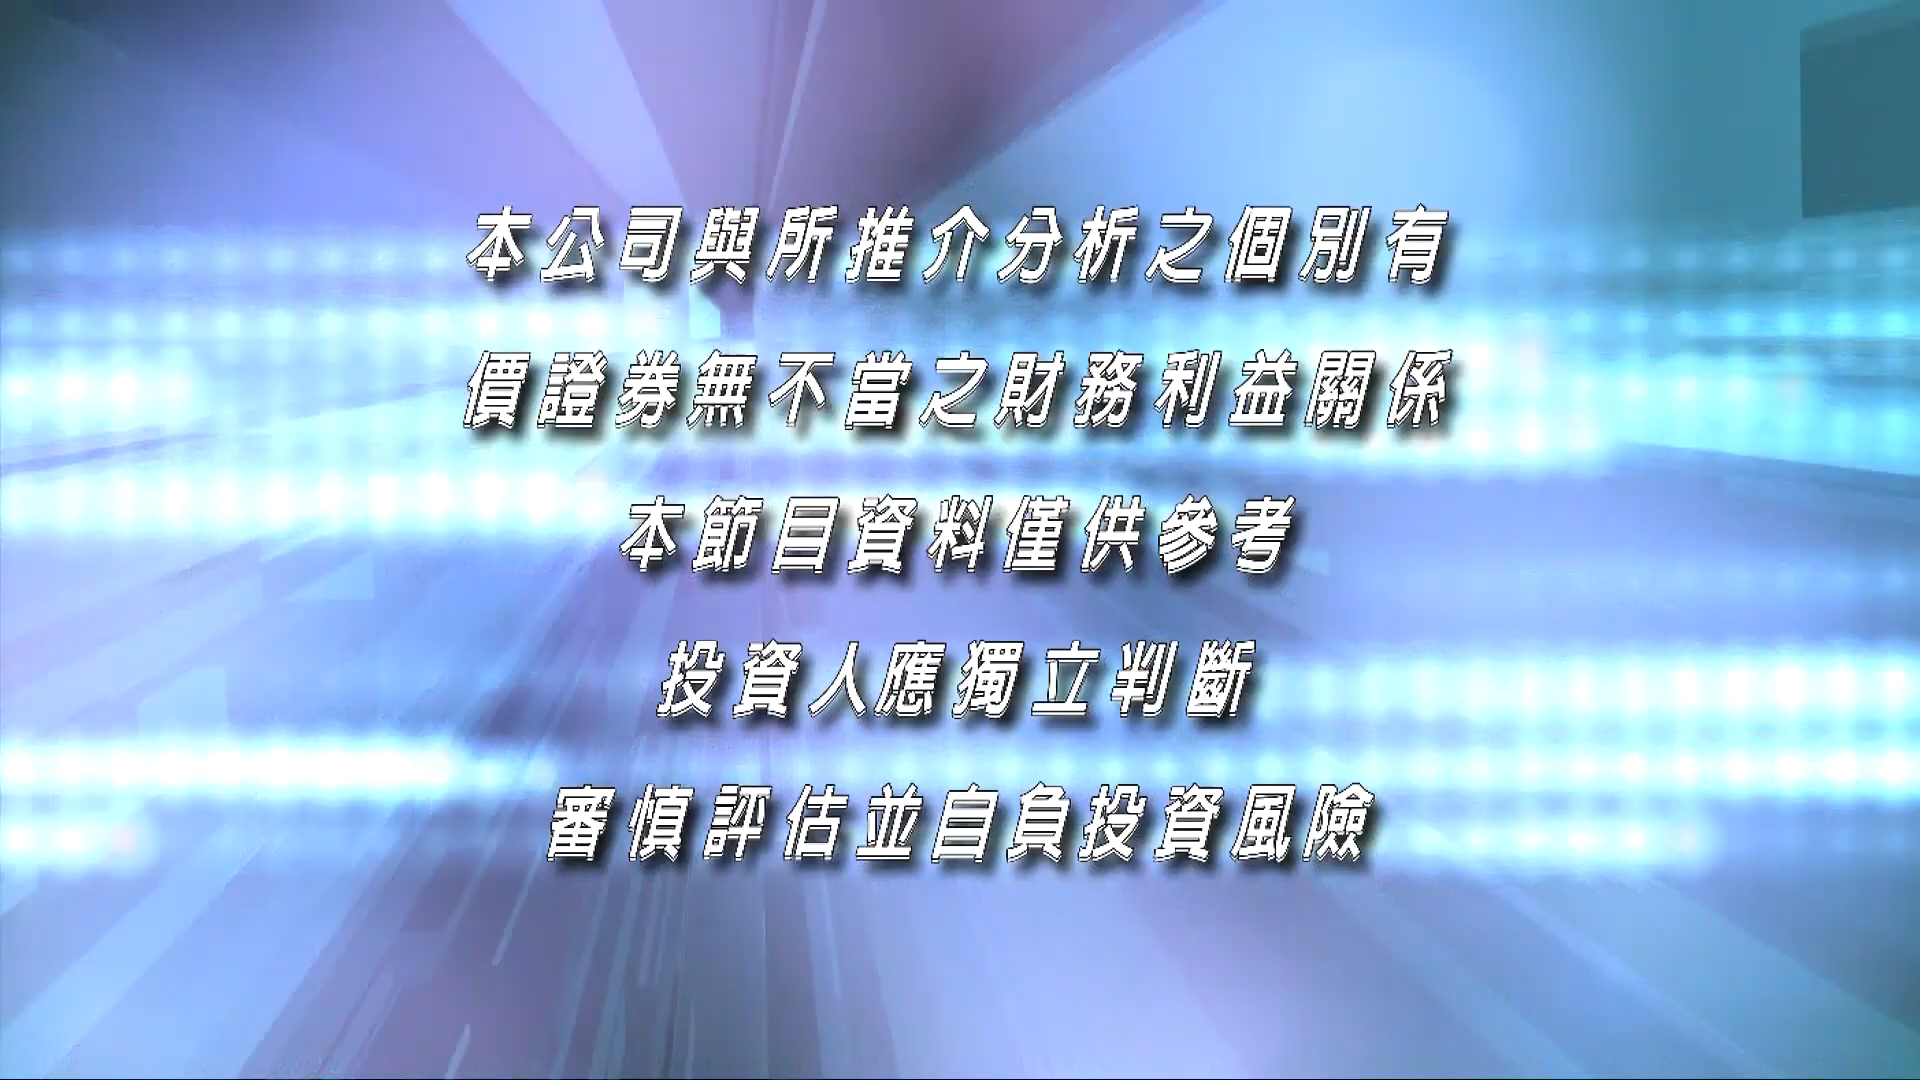 本公司與所推介分析之個別有
價證券無不當之財務利益關係
本節目資料僅供參考
投資人應獨立判斷
審慎評估並自負投資風險